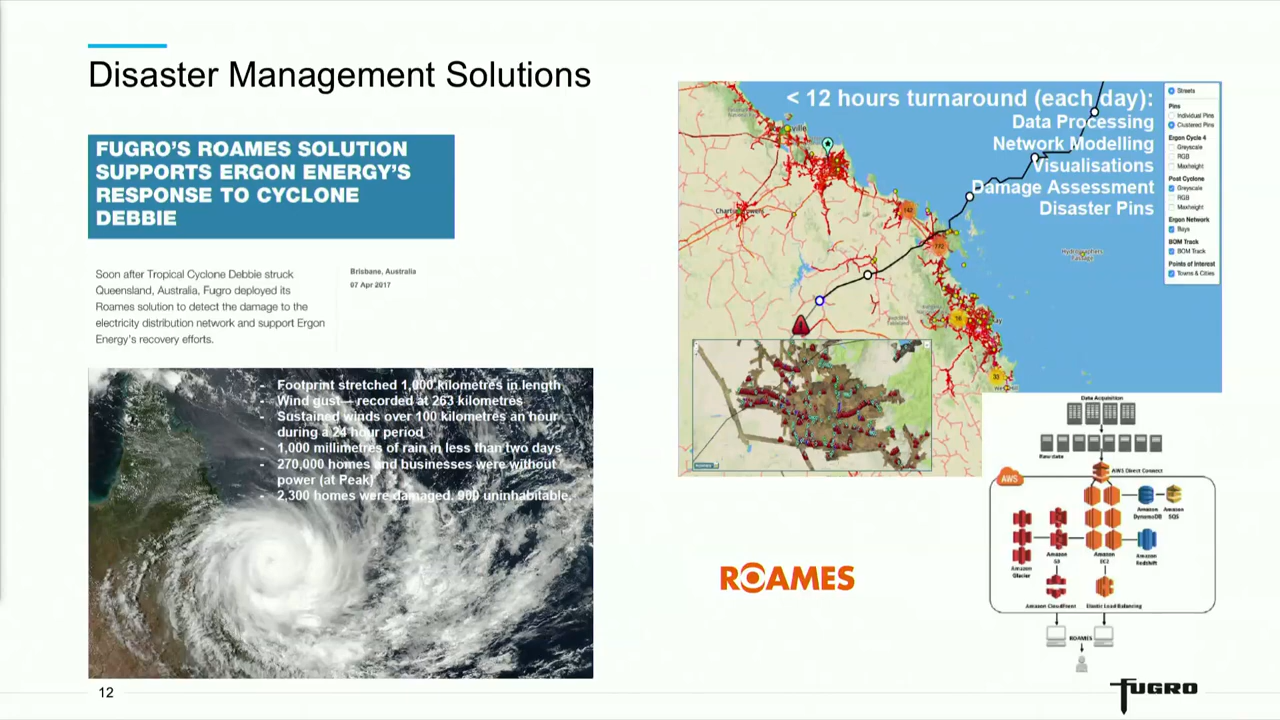 Disaster Management Solutions
FUGRO'S ROAMES SOLUTION
SUPPORTS ERGON ENERGY'S
RESPONSE TO CYCLONE
DEBBIE
Soon after Tropical Cyclone Debbie struck
Queensland, Australia, Fugro deployed its
Roames solution to detect the damage to the
electricity distribution network and support Ergon
Energy's recovery efforts.
Brisbane, Australia
07 Apr 2017
- Footprint stretched 1,000 kilometres in length
- Wind gust— recorded at 263 kilometres
- Sustained winds over 100 kilometres an hour
during a 24 hour period
- 1,000 millimetres of rain in less than two days
- 270,000 homes and businesses were without
power (at Peak)
- 2,300 homes were damaged, 900 uninhabitable.
< 12 hours turnaround (each day):
Data Processing
Network Modelling
Visualisations
Damage Assessment
Disaster Pins
Streets
Pins
Individual Pins
Clustered Pins
Ergon Cycle 4
Greyscale
RGB
Maxheight
Post Cyclone
Greyscale
RGB
Maxheight
Ergon Network
Bays
BOM Track
BOM Track
Points of Interest
Towns & Cities
ROAMES
Data Acquisition
Raw data
AWS Direct Connect
AWS
Amazon
DynamoDB
Amazon
SQS
Amazon
Glacier
Amazon
S3
Amazon
EC2
Amazon
Redshift
Amazon CloudFront
Elastic Load Balancing
ROAMES
12
FUGRO